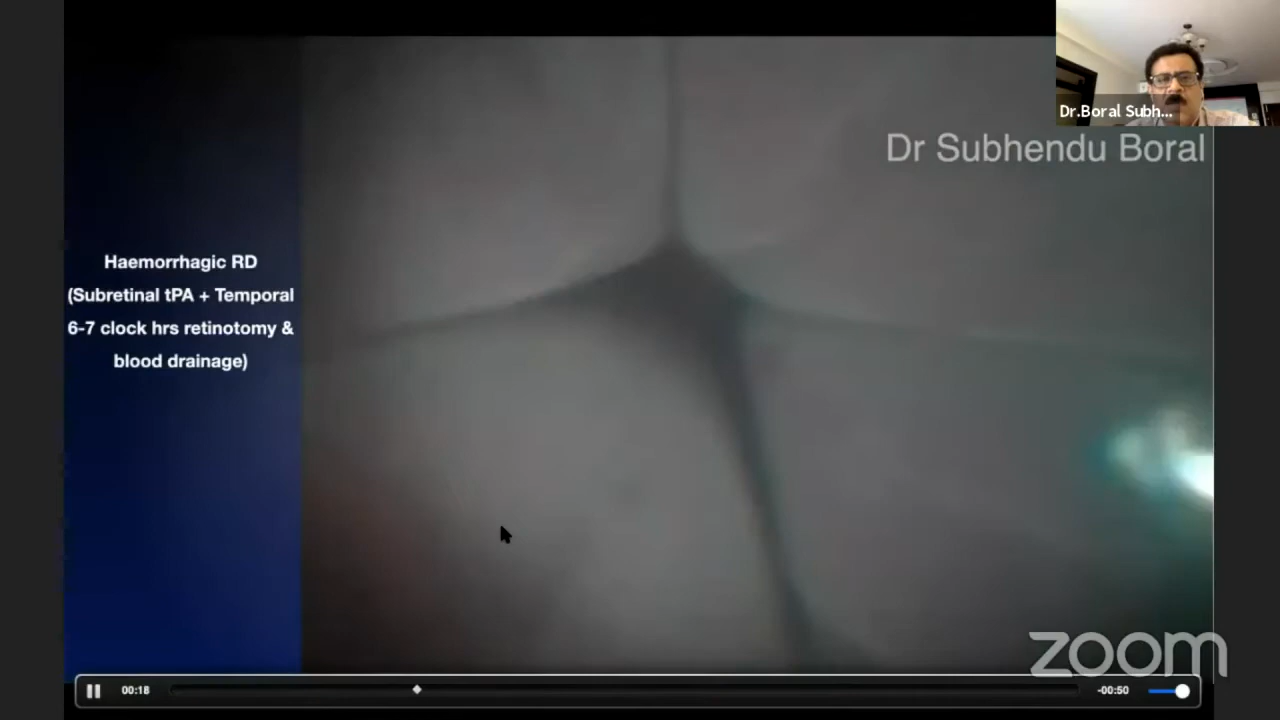 Dr.Boral Subh...
Dr Subhendu Boral
Haemorrhagic RD
(Subretinal tPA + Temporal
6-7 clock hrs retinotomy &
blood drainage)
zoom
00:18
-00:50